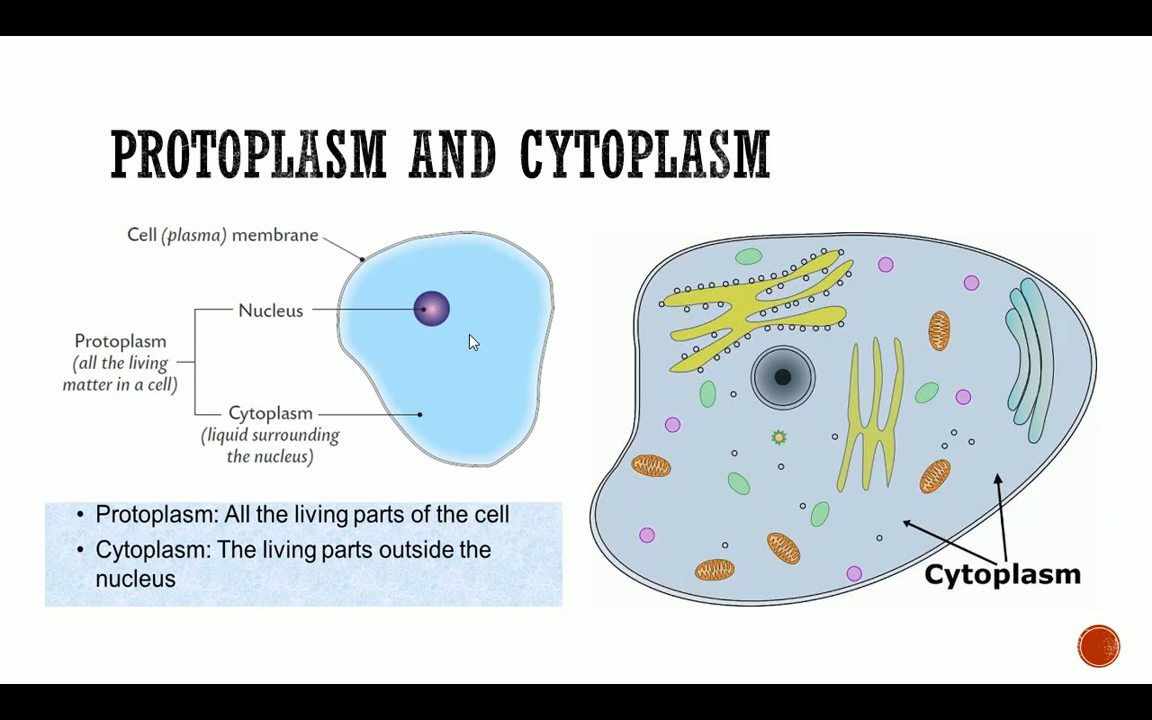 PROTOPLASM AND CYTOPLASM
Cell (plasma) membrane
Nucleus
Protoplasm
(all the living
matter in a cell)
Cytoplasm
(liquid surrounding
the nucleus)
• Protoplasm: All the living parts of the cell
• Cytoplasm: The living parts outside the
nucleus
Cytoplasm